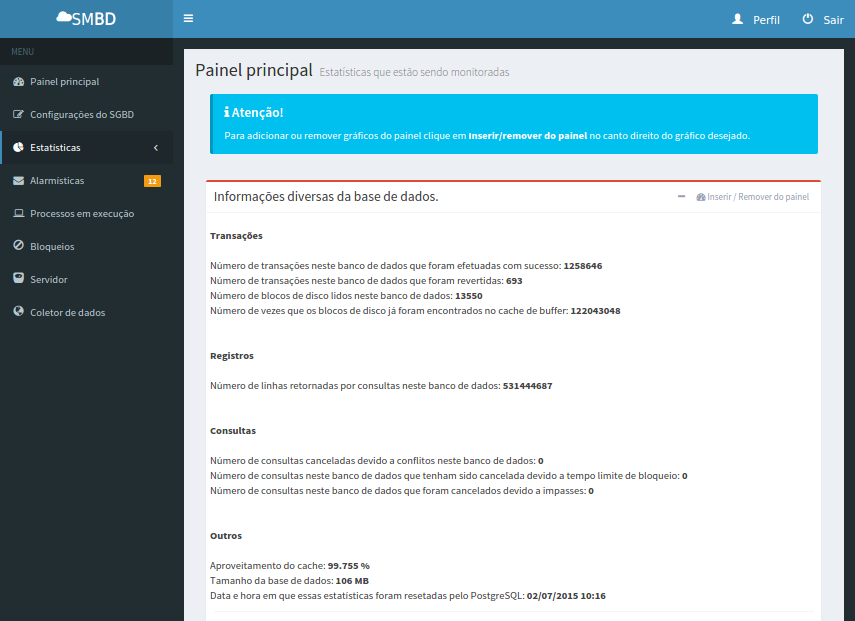 SMBD
Perfil
Sair
MENU
Painel principal
Configurações do SGBD
Estatísticas
Alarmísticas
12
Processos em execução
Bloqueios
Servidor
Coletor de dados
Painel principal Estatísticas que estão sendo monitoradas
Atenção!
Para adicionar ou remover gráficos do painel clique em Inserir/remover do painel no canto direito do gráfico desejado.
Informações diversas da base de dados.
Inserir / Remover do painel
Transações
Número de transações neste banco de dados que foram efetuadas com sucesso: 1258646
Número de transações neste banco de dados que foram revertidas: 693
Número de blocos de disco lidos neste banco de dados: 13550
Número de vezes que os blocos de disco já foram encontrados no cache de buffer: 122043048
Registros
Número de linhas retornadas por consultas neste banco de dados: 531444687
Consultas
Número de consultas canceladas devido a conflitos neste banco de dados: 0
Número de consultas neste banco de dados que tenham sido cancelada devido a tempo limite de bloqueio: 0
Número de consultas neste banco de dados que foram cancelados devido a impasses: 0
Outros
Aproveitamento do cache: 99.755 %
Tamanho da base de dados: 106 MB
Data e hora em que essas estatísticas foram resetadas pelo PostgreSQL: 02/07/2015 10:16